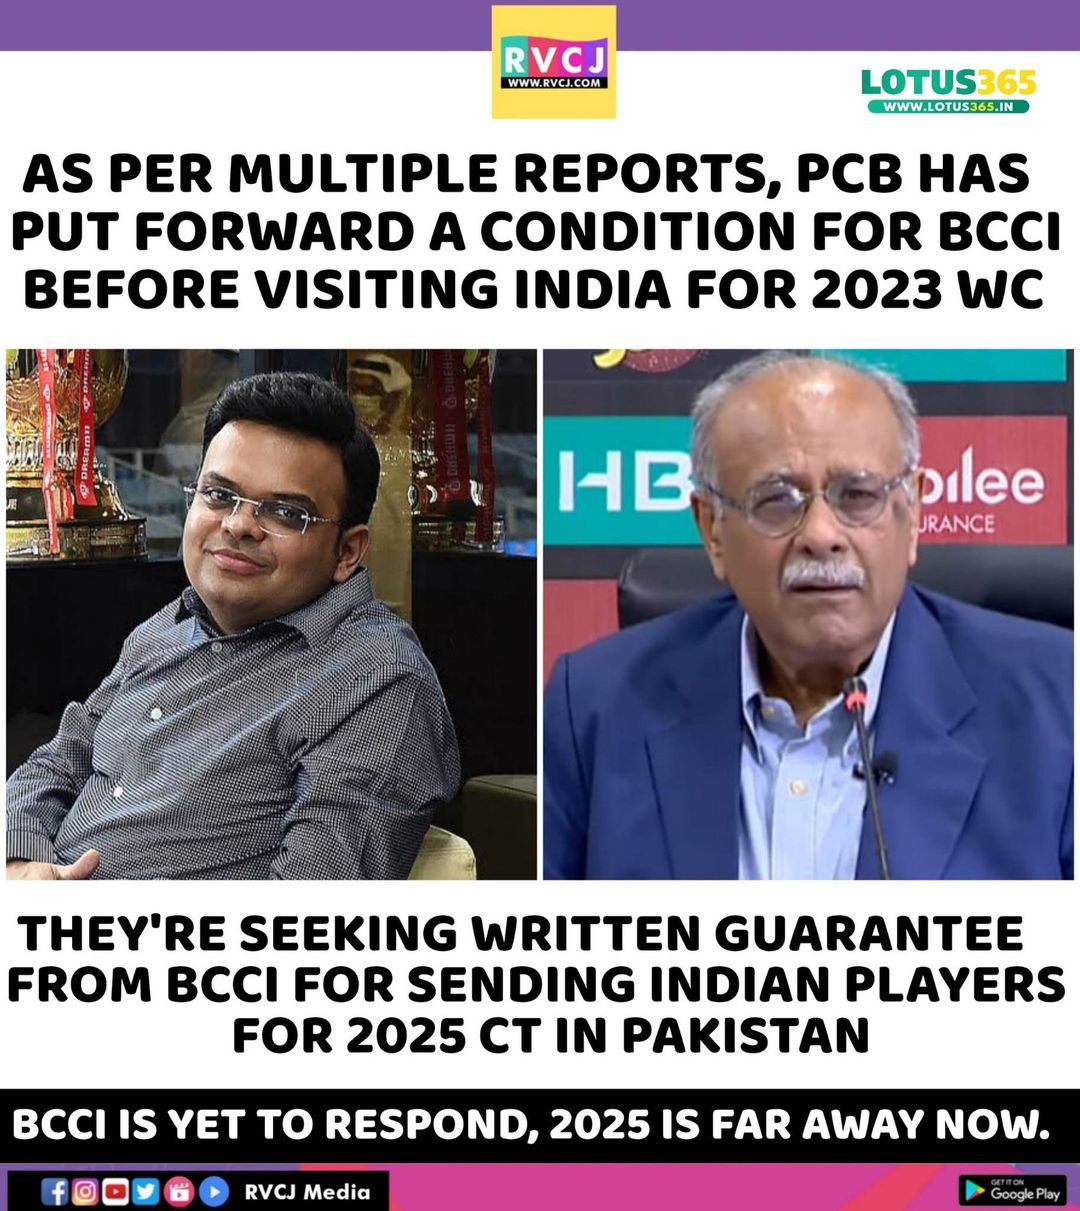 RVCJ
WWW.RVCJ.COM
LOTUS365
WWW.LOTUS365.IN
AS PER MULTIPLE REPORTS, PCB HAS
PUT FORWARD A CONDITION FOR BCCI
BEFORE VISITING INDIA FOR 2023 WC
DREAM11
HB
ilee
URANCE
THEY'RE SEEKING WRITTEN GUARANTEE
FROM BCCI FOR SENDING INDIAN PLAYERS
FOR 2025 CT IN PAKISTAN
BCCI IS YET TO RESPOND, 2025 IS FAR AWAY NOW.
RVCJ Media
GET IT ON
Google Play